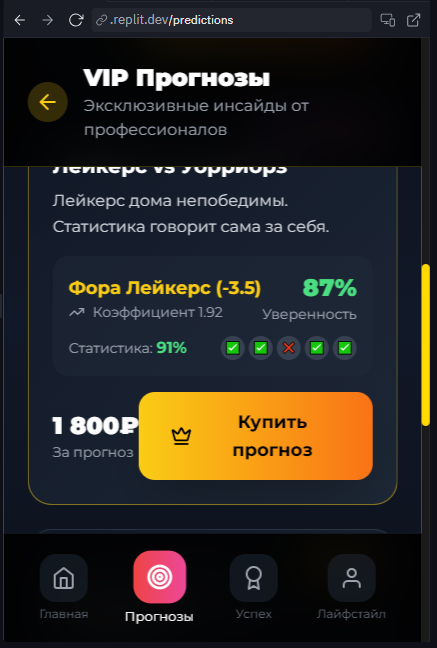 .replit.dev/predictions
VIP Прогнозы
Эксклюзивные инсайды от
профессионалов
Лейкерс vs Уорриорз
Лейкерс дома непобедимы.
Статистика говорит сама за себя.
Фора Лейкерс (-3.5)
87%
Коэффициент 1.92
Уверенность
Статистика: 91%
1 800₽
За прогноз
Купить
прогноз
Главная
Прогнозы
Успех
Лайфстайл